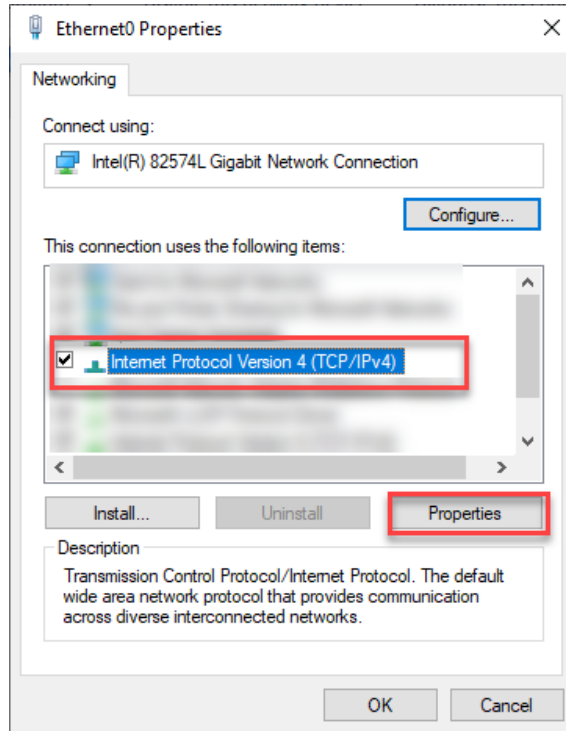 Ethernet0 Properties
Networking
Connect using:
Intel(R) 82574L Gigabit Network Connection
Configure...
This connection uses the following items:
Internet Protocol Version 4 (TCP/IPv4)
Install...
Uninstall
Properties
Description
Transmission Control Protocol/Internet Protocol. The default
wide area network protocol that provides communication
across diverse interconnected networks.
OK
Cancel